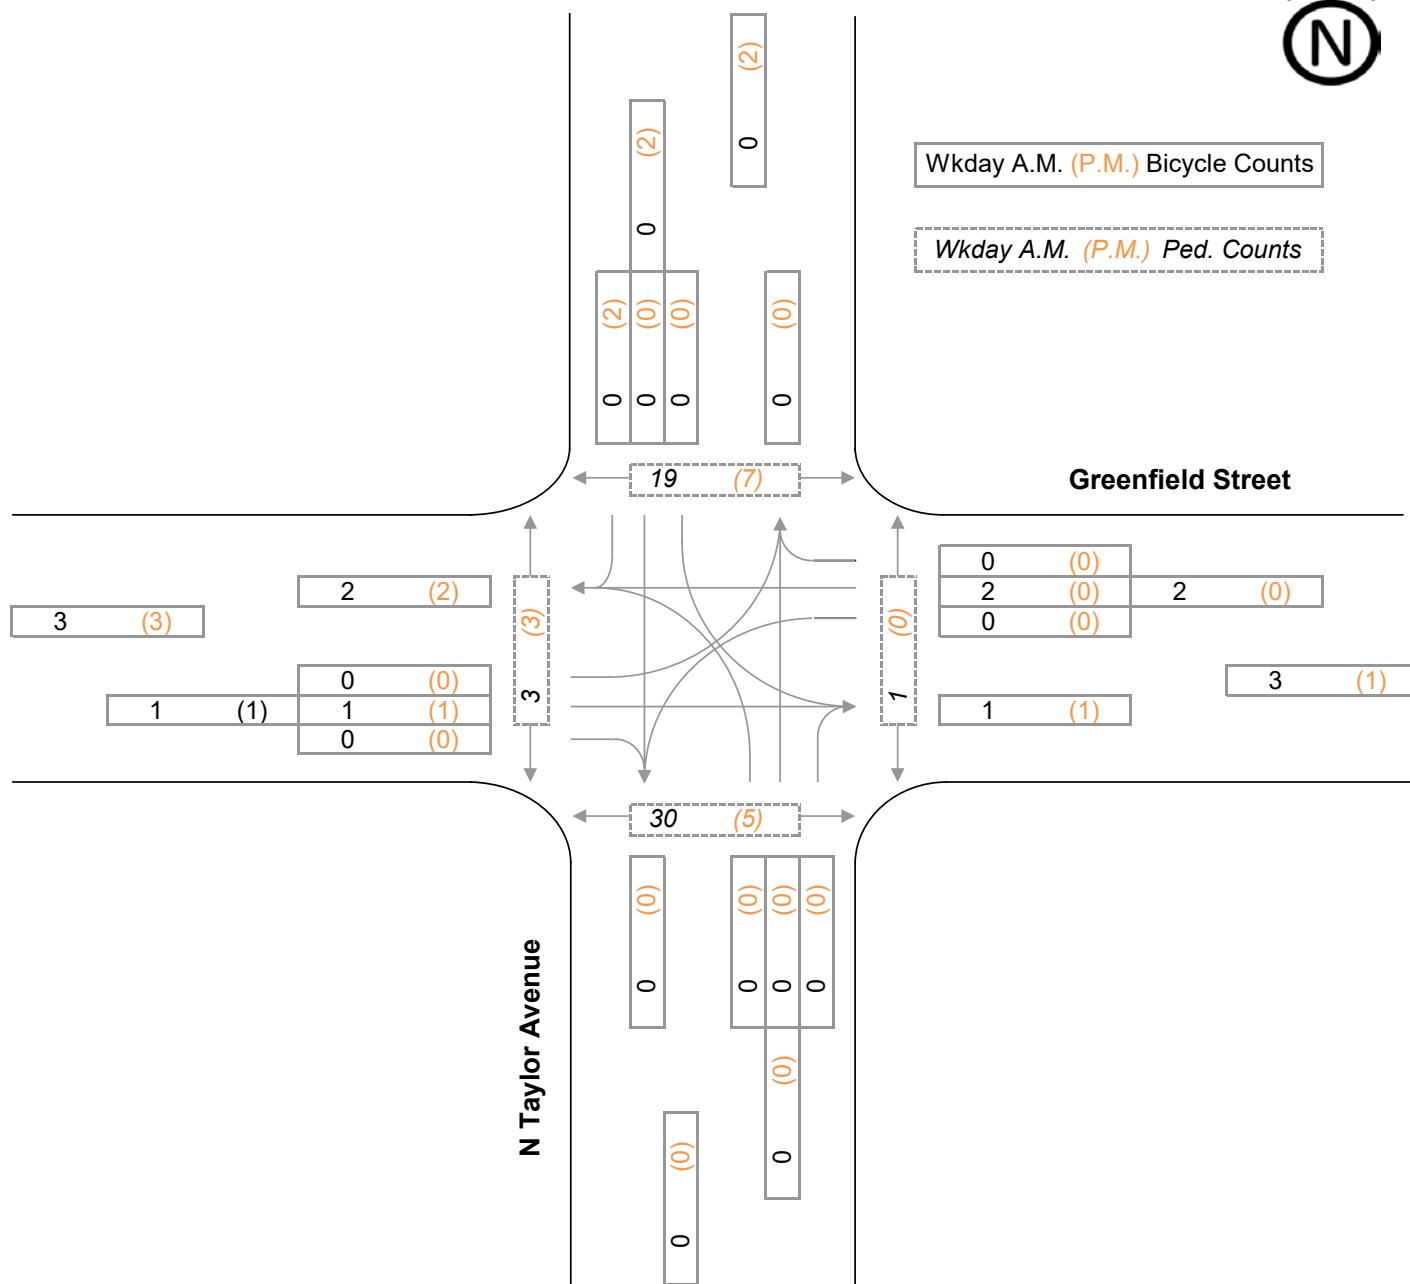 N
(2)
0
(2)
0
Wkday A.M. (P.M.) Bicycle Counts
Wkday A.M. (P.M.) Ped. Counts
(2) (0) (0) (0)
0 0 0 0
19 (7)
Greenfield Street
0 (0)
2 (2)
2 (0) 2 (0)
3 (3)
0 (0)
(3)
3
(0)
1
0 (0)
3 (1)
1 (1) 1 (1)
1 (1)
0 (0)
30 (5)
(0) (0) (0) (0)
0 0 0 0
N Taylor Avenue
(0)
0
(0)
0